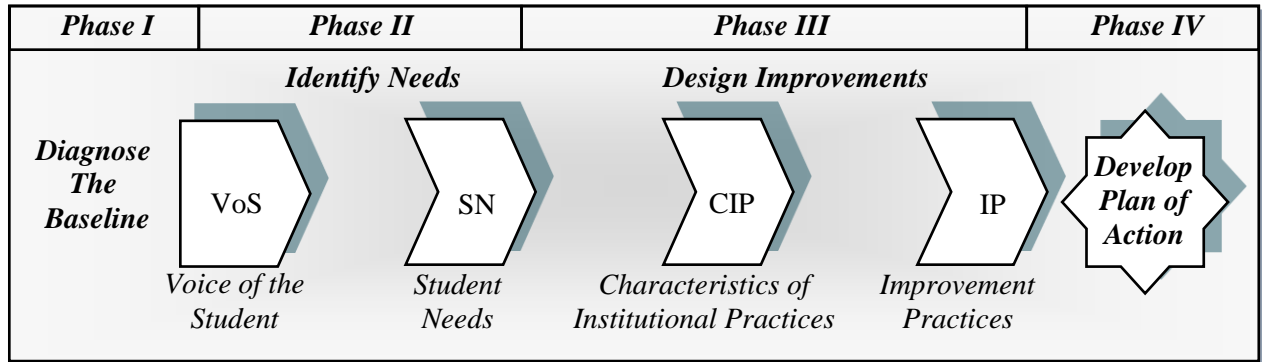 Phase I Phase II Phase III Phase IV
Identify Needs Design Improvements
Diagnose
The
Baseline
VoS SN CIP IP
Develop
Plan of
Action
Voice of the
Student
Student
Needs
Characteristics of
Institutional Practices
Improvement
Practices